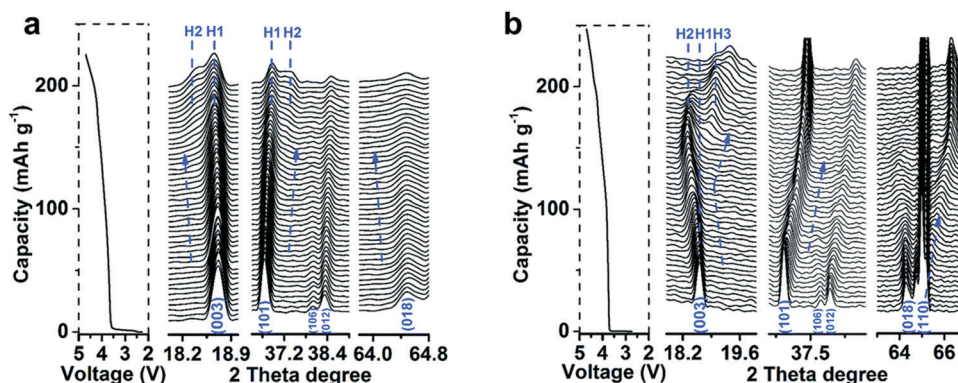 a
b
Capacity (mAh g⁻¹)
200
100
0
H2 H1
H1 H2
(003)
(101)
(106)
(012)
(018)
5 4 3 2
18.2 18.9
37.2 38.4
64.0 64.8
Voltage (V)
2 Theta degree
Capacity (mAh g⁻¹)
200
100
0
H2 H1 H3
(003)
(101)
(106)
(012)
(018)
(110)
5 4 3 2
18.2 19.6
37.5
64 66
Voltage (V)
2 Theta degree